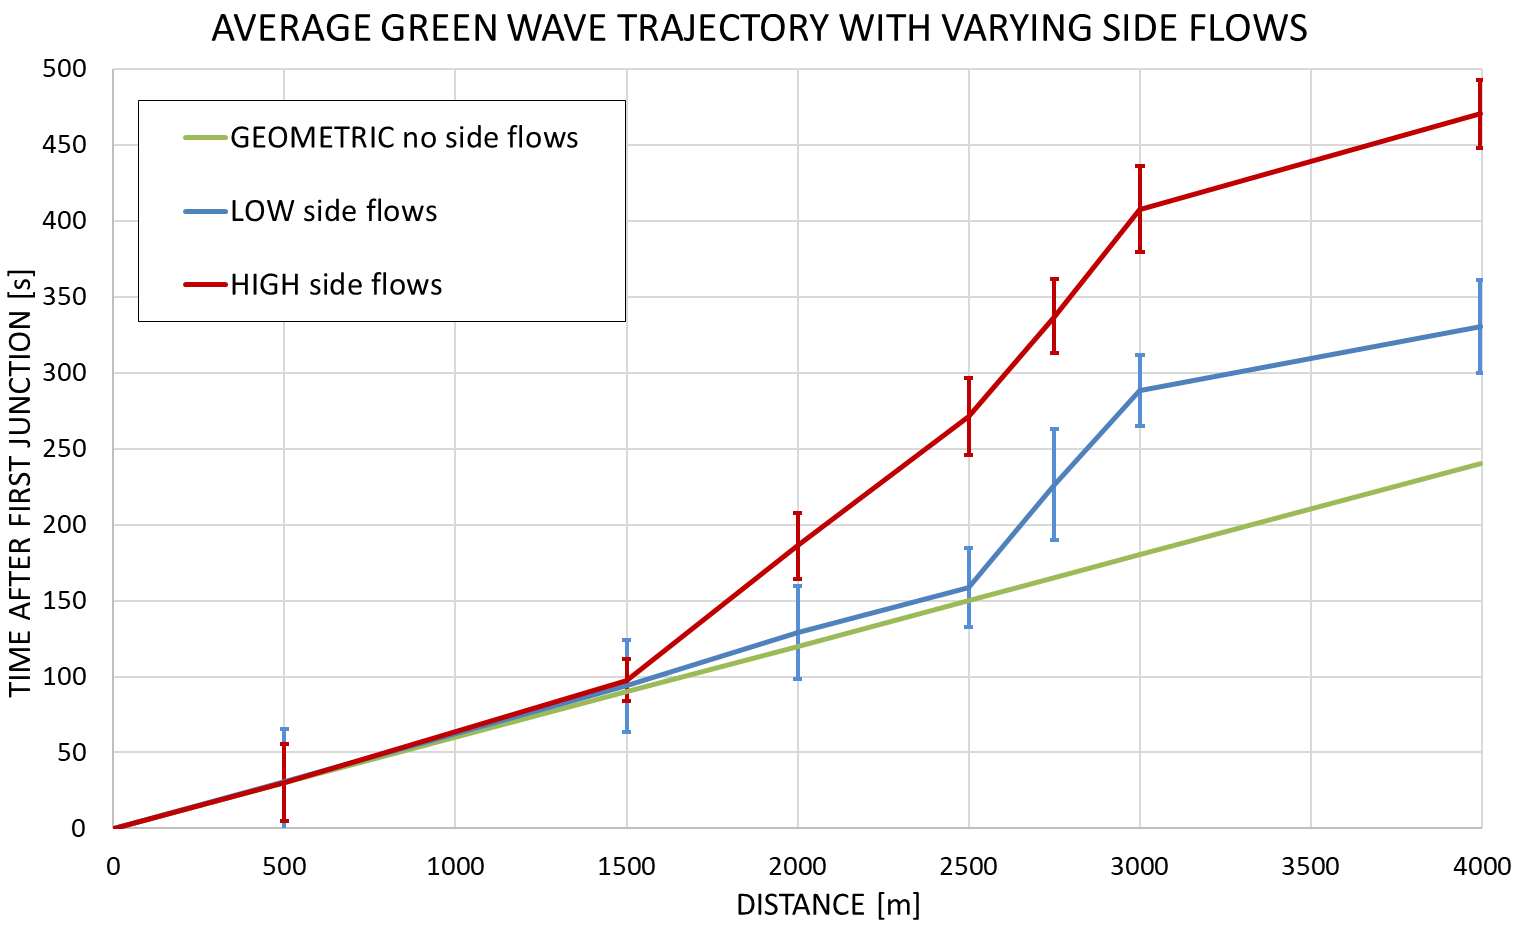 AVERAGE GREEN WAVE TRAJECTORY WITH VARYING SIDE FLOWS
500
450
400
350
300
250
200
150
100
50
0
TIME AFTER FIRST JUNCTION [s]
GEOMETRIC no side flows
LOW side flows
HIGH side flows
0 500 1000 1500 2000 2500 3000 3500 4000
DISTANCE [m]